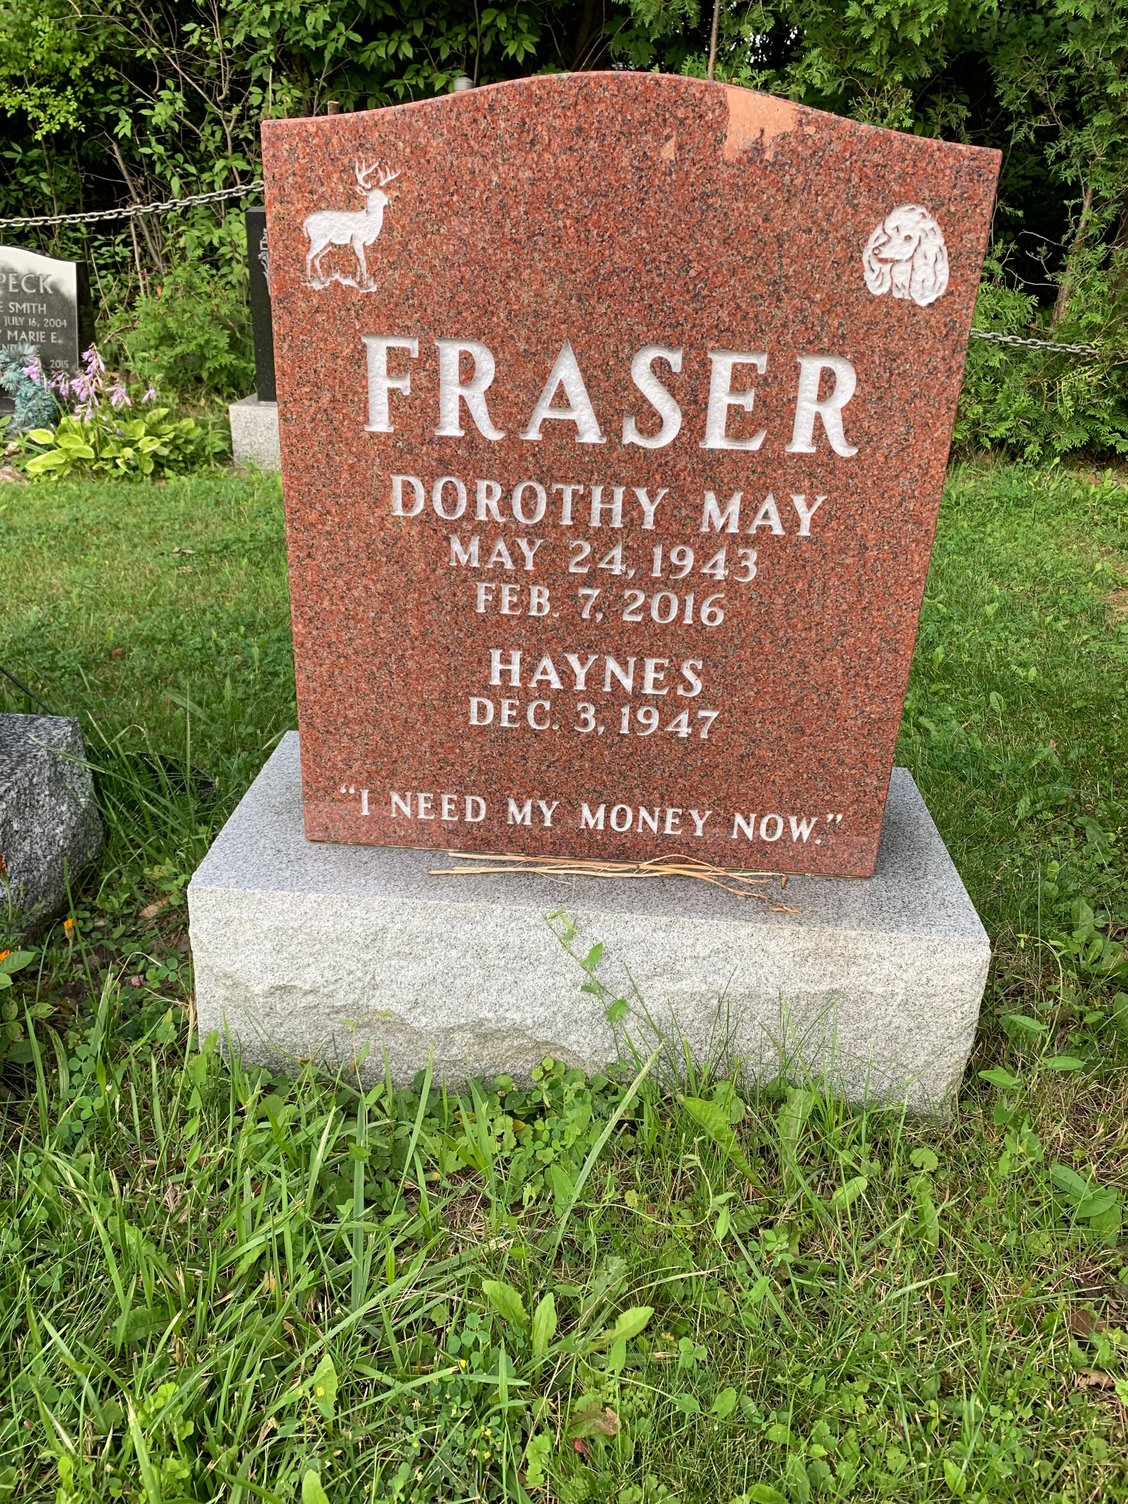 FRASER
DOROTHY MAY
MAY 24, 1943
FEB. 7, 2016
HAYNES
DEC. 3, 1947
"I NEED MY MONEY NOW."
PECK
SMITH
JULY 16, 2004
MARIE E.
2015